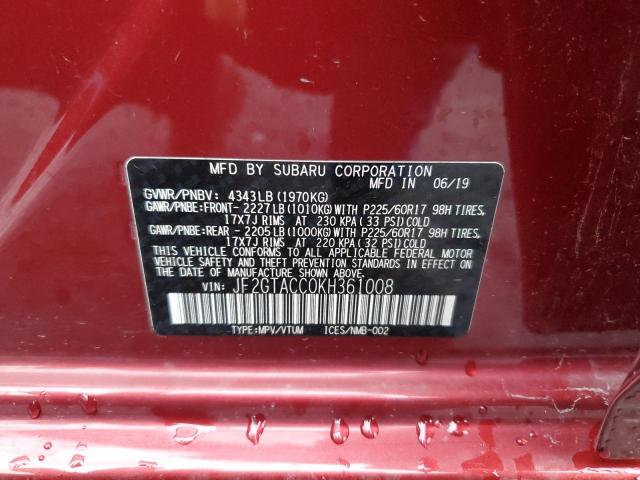 MFD BY SUBARU CORPORATION
MFD IN 06/19
GVWR/PNBV: 4343LB (1970KG)
GAWR/PNBE:FRONT- 2227LB (1010KG) WITH P225/60R17 98H TIRES,
17X7J RIMS AT 230 KPA (33 PSI) COLD
GAWR/PNBE:REAR - 2205LB (1000KG) WITH P225/60R17 98H TIRES,
17X7J RIMS AT 220 KPA (32 PSI) COLD
THIS VEHICLE CONFORMS TO ALL APPLICABLE FEDERAL MOTOR
VEHICLE SAFETY, BUMPER, AND THEFT PREVENTION STANDARDS
IN EFFECT ON THE DATE OF MANUFACTURE SHOWN ABOVE.
VIN: JF2GTACC0KH361008
TYPE:MPV/VTUM ICES/NMB-002